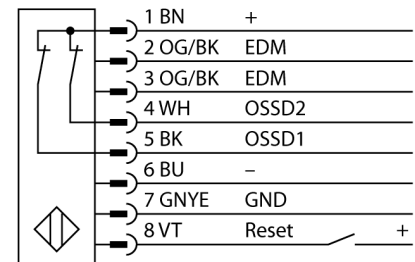 1 BN +
2 OG/BK EDM
3 OG/BK EDM
4 WH OSSD2
5 BK OSSD1
6 BU –
7 GNYE GND
8 VT Reset +